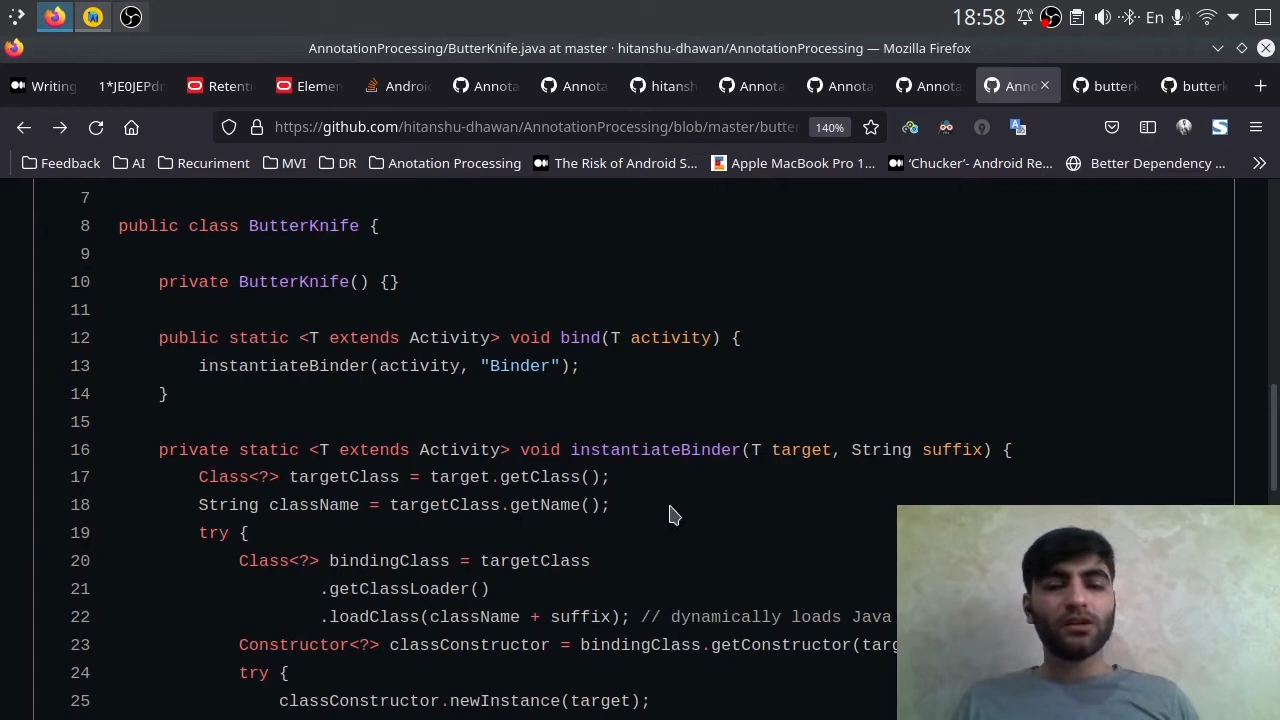 18:58 En
AnnotationProcessing/ButterKnife.java at master · hitanshu-dhawan/AnnotationProcessing — Mozilla Firefox
Writing 1*JE0JEPdr Retenti Elemen Androi Annota Annota hitansh Annota Annota Annota Anno butterk butterk
https://github.com/hitanshu-dhawan/AnnotationProcessing/blob/master/butte 140%
Feedback AI Recruriment MVI DR Anotation Processing The Risk of Android S... Apple MacBook Pro 1... ‘Chucker’- Android Re... Better Dependency ...
7
8 public class ButterKnife {
9
10 private ButterKnife() {}
11
12 public static <T extends Activity> void bind(T activity) {
13 instantiateBinder(activity, "Binder");
14 }
15
16 private static <T extends Activity> void instantiateBinder(T target, String suffix) {
17 Class<?> targetClass = target.getClass();
18 String className = targetClass.getName();
19 try {
20 Class<?> bindingClass = targetClass
21 .getClassLoader()
22 .loadClass(className + suffix); // dynamically loads Java
23 Constructor<?> classConstructor = bindingClass.getConstructor(targ
24 try {
25 classConstructor.newInstance(target);